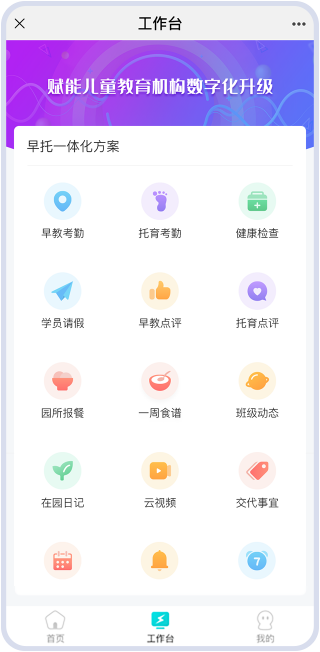 工作台
赋能儿童教育机构数字化升级
早托一体化方案
早教考勤
托育考勤
健康检查
学员请假
早教点评
托育点评
园所报餐
一周食谱
班级动态
在园日记
云视频
交代事宜
7
首页
工作台
我的